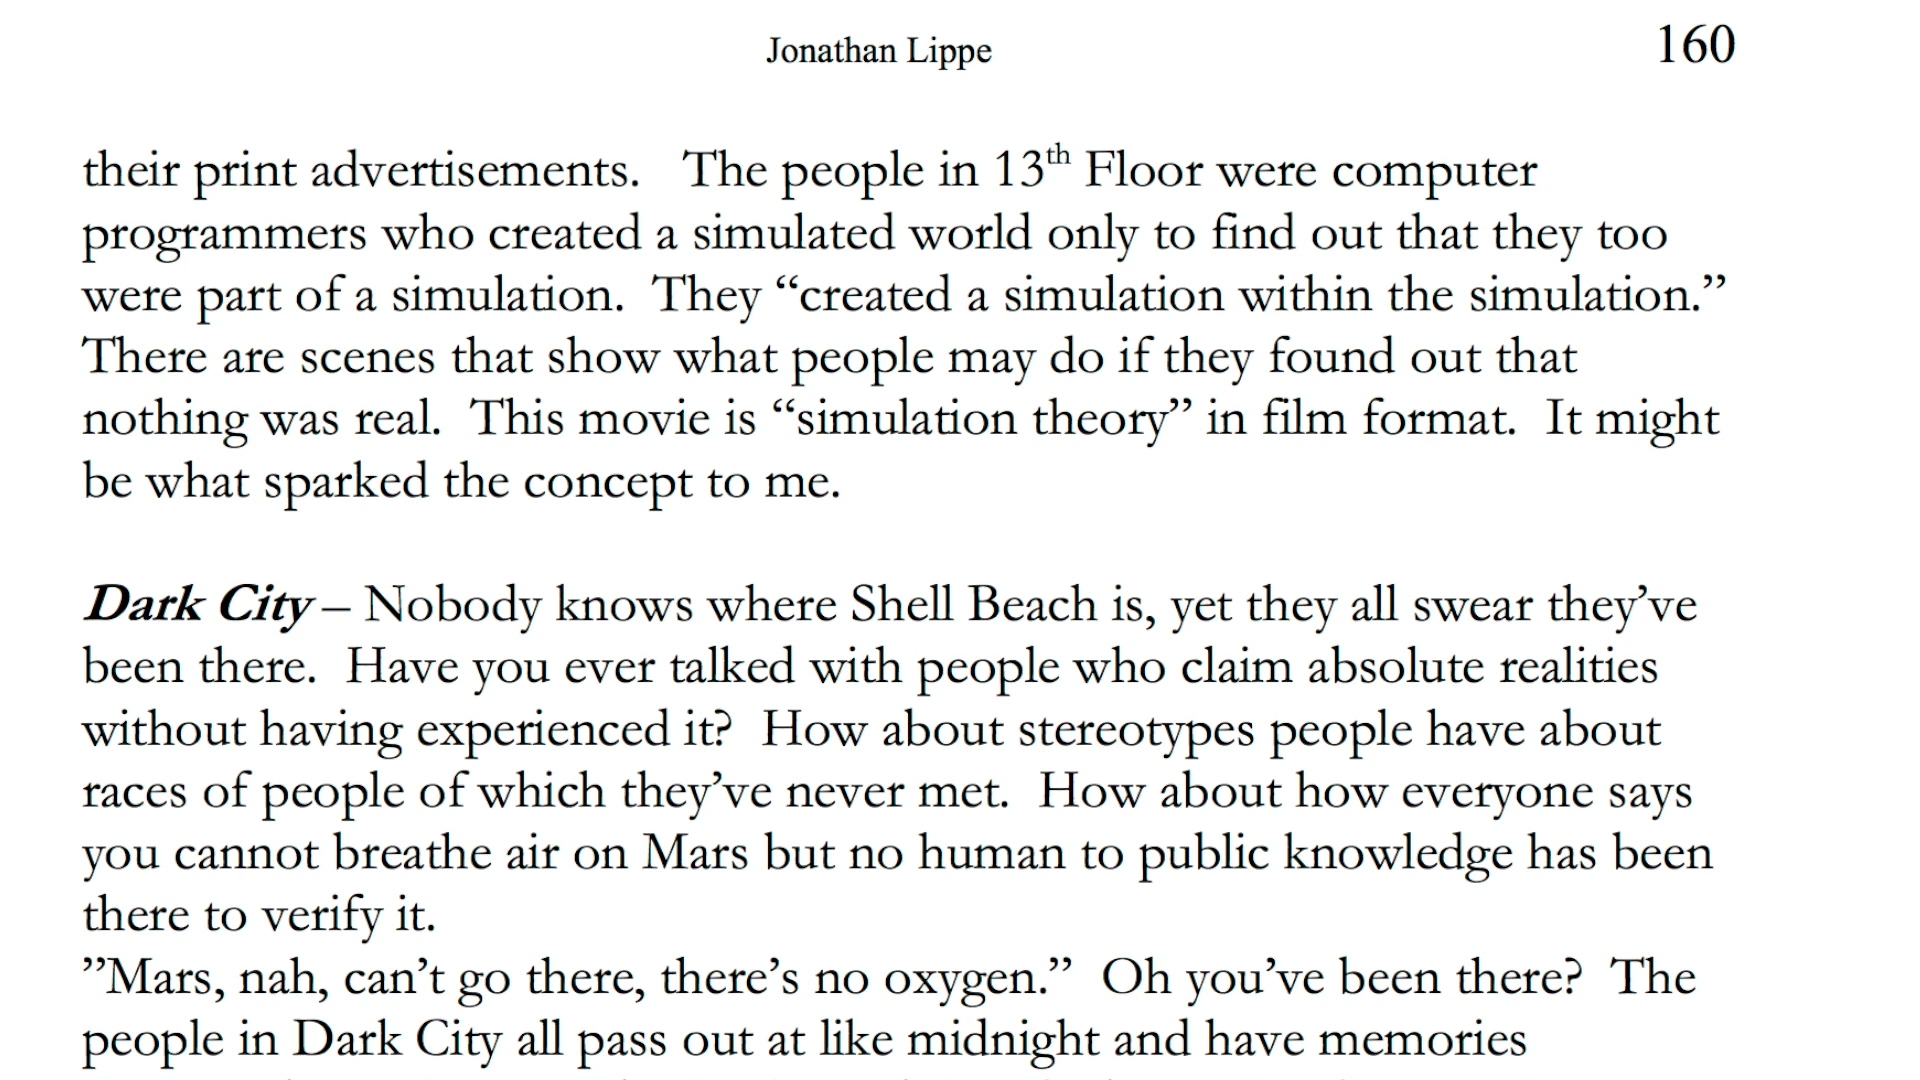 Jonathan Lippe 160
their print advertisements. The people in 13th Floor were computer
programmers who created a simulated world only to find out that they too
were part of a simulation. They “created a simulation within the simulation.”
There are scenes that show what people may do if they found out that
nothing was real. This movie is “simulation theory” in film format. It might
be what sparked the concept to me.
Dark City – Nobody knows where Shell Beach is, yet they all swear they’ve
been there. Have you ever talked with people who claim absolute realities
without having experienced it? How about stereotypes people have about
races of people of which they’ve never met. How about how everyone says
you cannot breathe air on Mars but no human to public knowledge has been
there to verify it.
”Mars, nah, can’t go there, there’s no oxygen.” Oh you’ve been there? The
people in Dark City all pass out at like midnight and have memories